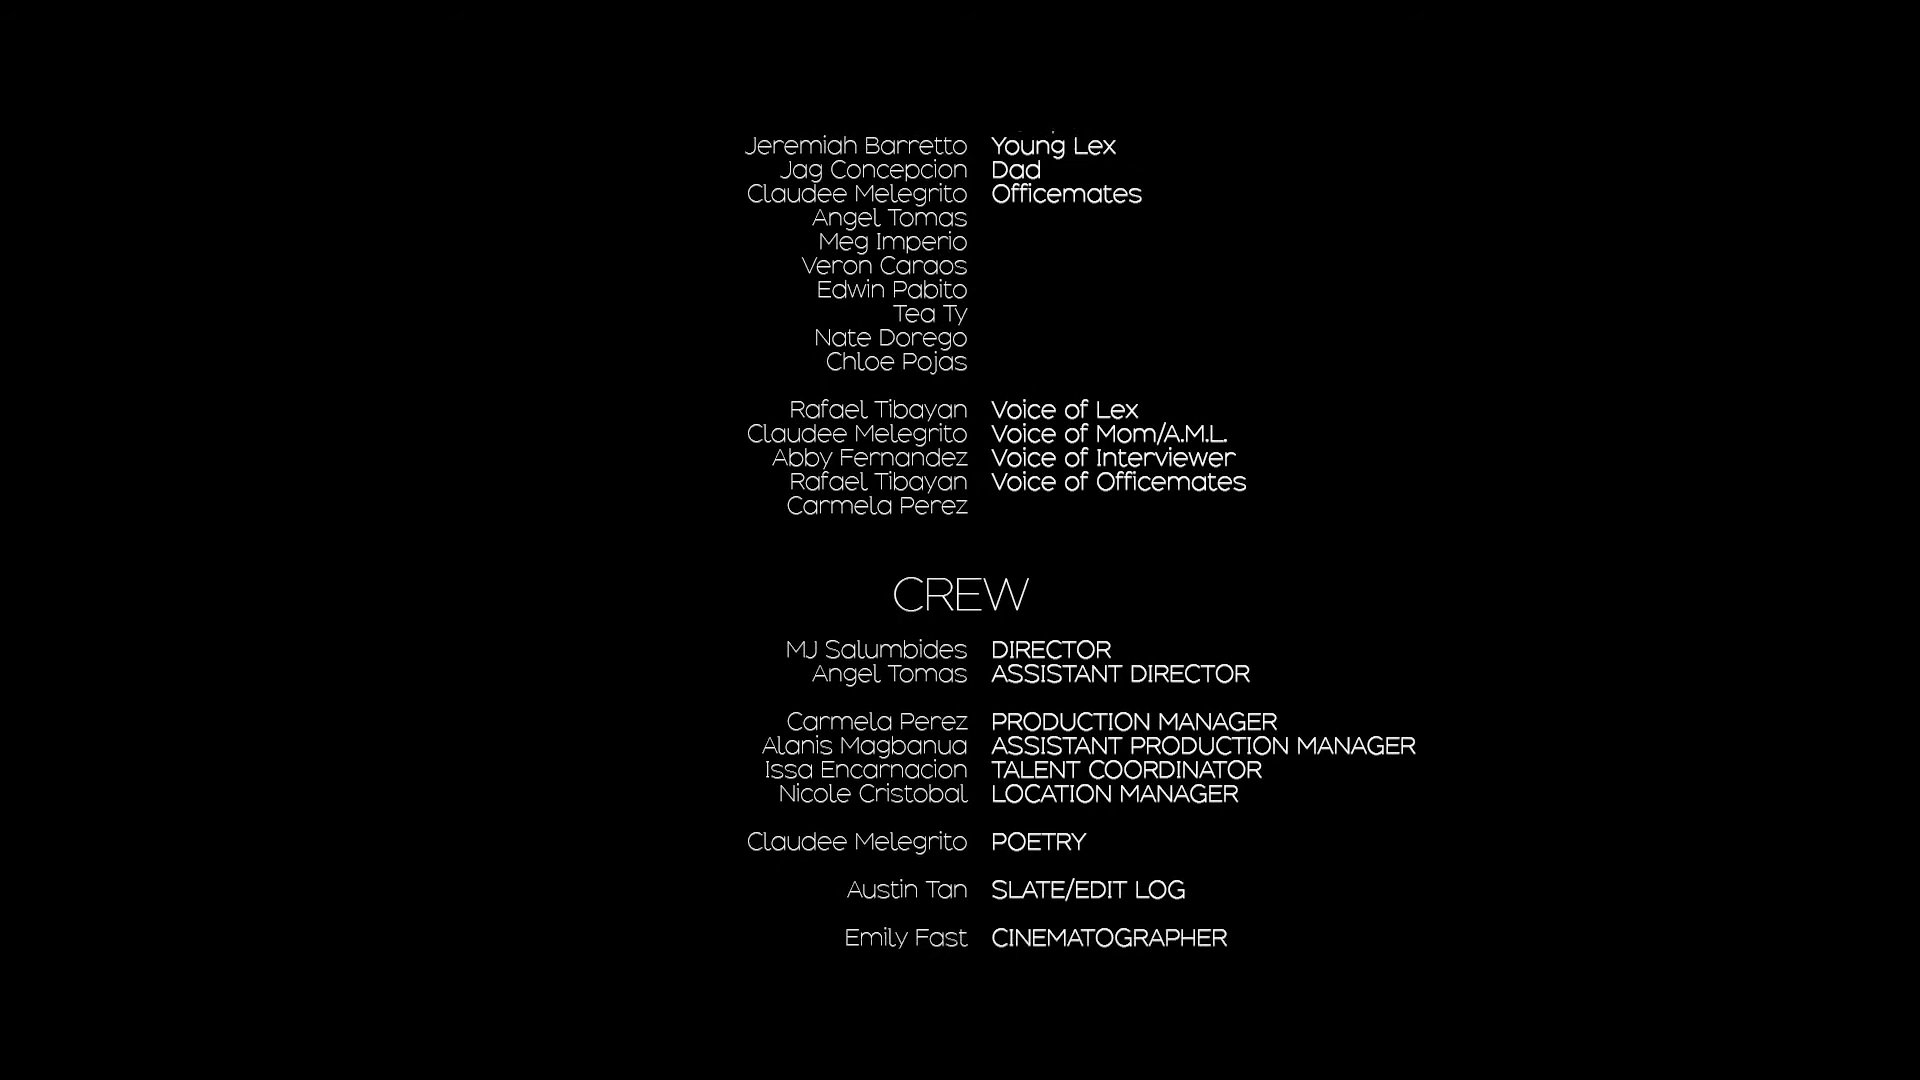 Jeremiah Barretto Young Lex
Jag Concepcion Dad
Claudee Melegrito Officemates
Angel Tomas
Meg Imperio
Veron Caraos
Edwin Pabito
Tea Ty
Nate Dorego
Chloe Pojas
Rafael Tibayan Voice of Lex
Claudee Melegrito Voice of Mom/A.M.L.
Abby Fernandez Voice of Interviewer
Rafael Tibayan Voice of Officemates
Carmela Perez
CREW
MJ Salumbides DIRECTOR
Angel Tomas ASSISTANT DIRECTOR
Carmela Perez PRODUCTION MANAGER
Alanis Magbanua ASSISTANT PRODUCTION MANAGER
Issa Encarnacion TALENT COORDINATOR
Nicole Cristobal LOCATION MANAGER
Claudee Melegrito POETRY
Austin Tan SLATE/EDIT LOG
Emily Fast CINEMATOGRAPHER